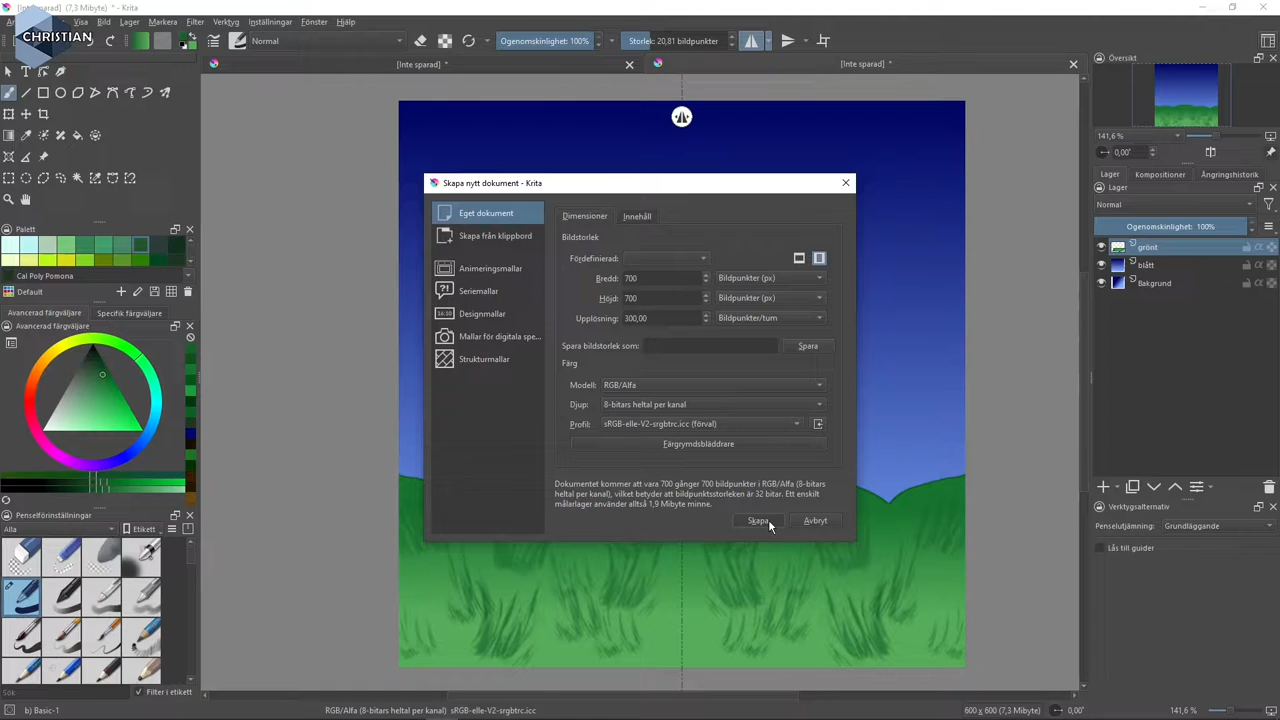 [Inte sparad] (7,3 Mibyte) * - Krita
CHRISTIAN
Visa Bild Lager Markera Filter Verktyg Inställningar Fönster Hjälp
Normal
Ogenomskinlighet: 100%
Storlek: 20,81 bildpunkter
[Inte sparad] *
[Inte sparad] *
Palett
Cal Poly Pomona
Default
Avancerad färgväljare
Specifik färgväljare
Avancerad färgväljare
Penselförinställningar
Alla
Etikett
Sök
Filter i etikett
Skapa nytt dokument - Krita
Eget dokument
Skapa från klippbord
Animeringsmallar
Seriemallar
Designmallar
Mallar för digitala spe...
Strukturmallar
Dimensioner
Innehåll
Bildstorlek
Fördefinierad:
Bredd: 700 Bildpunkter (px)
Höjd: 700 Bildpunkter (px)
Upplösning: 300,00 Bildpunkter/tum
Spara bildstorlek som: Spara
Färg
Modell: RGB/Alfa
Djup: 8-bitars heltal per kanal
Profil: sRGB-elle-V2-srgbtrc.icc (förval)
Färgrymdsbläddrare
Dokumentet kommer att vara 700 gånger 700 bildpunkter i RGB/Alfa (8-bitars
heltal per kanal), vilket betyder att bildpunktsstorleken är 32 bitar. Ett enskilt
målarlager använder alltså 1,9 Mibyte minne.
Skapa
Avbryt
Översikt
141,6 %
0,00°
Lager
Kompositioner
Ångringshistorik
Lager
Normal
Ogenomskinlighet: 100%
grönt
blått
Bakgrund
Verktygsalternativ
Penselutjämning: Grundläggande
Lås till guider
b) Basic-1
RGB/Alfa (8-bitars heltal per kanal) sRGB-elle-V2-srgbtrc.icc
600 x 600 (7,3 Mibyte)
0,00°
141,6 %